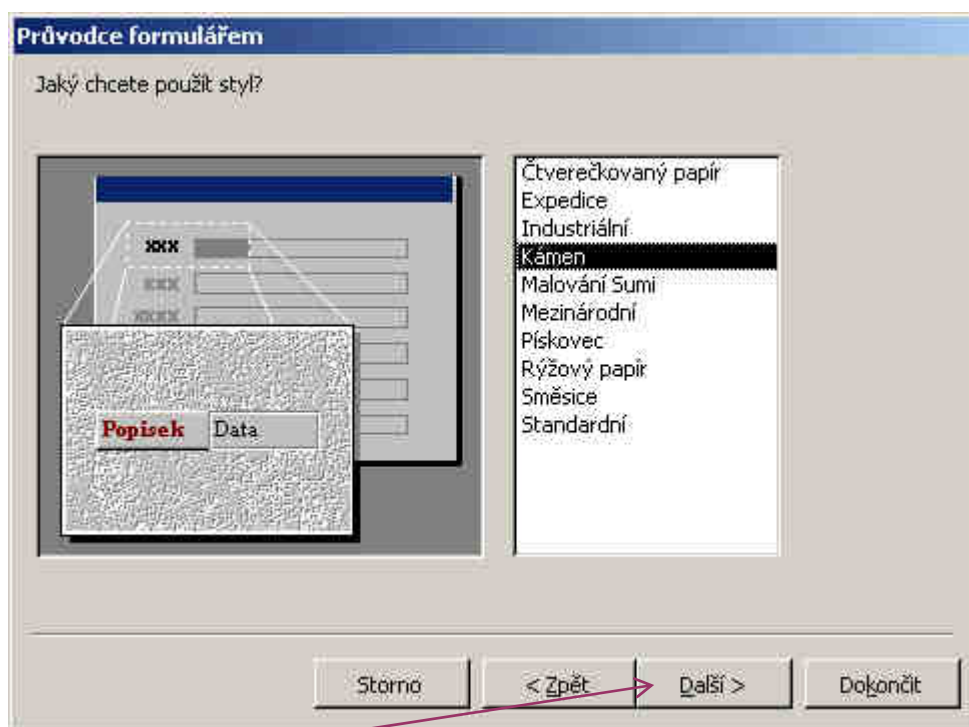 Průvodce formulářem
Jaký chcete použít styl?
xxx
xxx
xxxx
Popisek Data
Čtverečkovaný papír
Expedice
Industriální
Kámen
Malování Sumi
Mezinárodní
Pískovec
Rýžový papír
Směsice
Standardní
Storno < Zpět Další > Dokončit